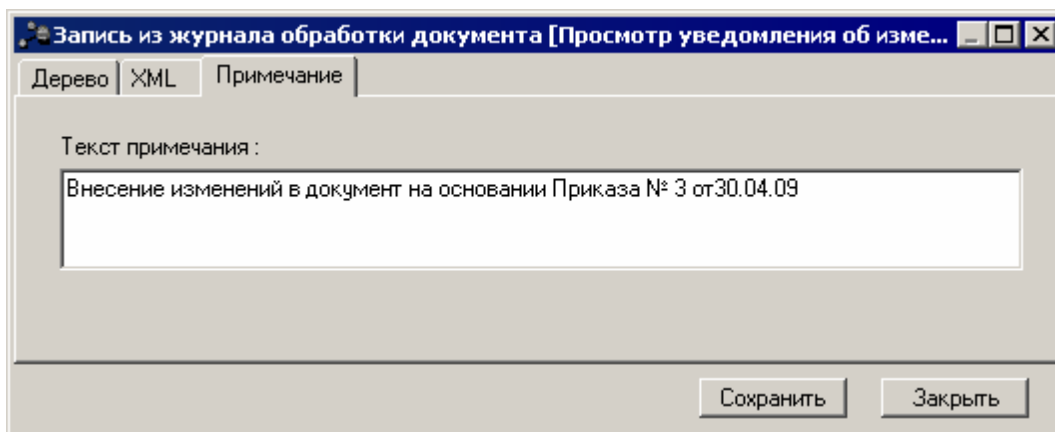 Запись из журнала обработки документа [Просмотр уведомления об изме...
Дерево XML Примечание
Текст примечания :
Внесение изменений в документ на основании Приказа № 3 от30.04.09
Сохранить Закрыть